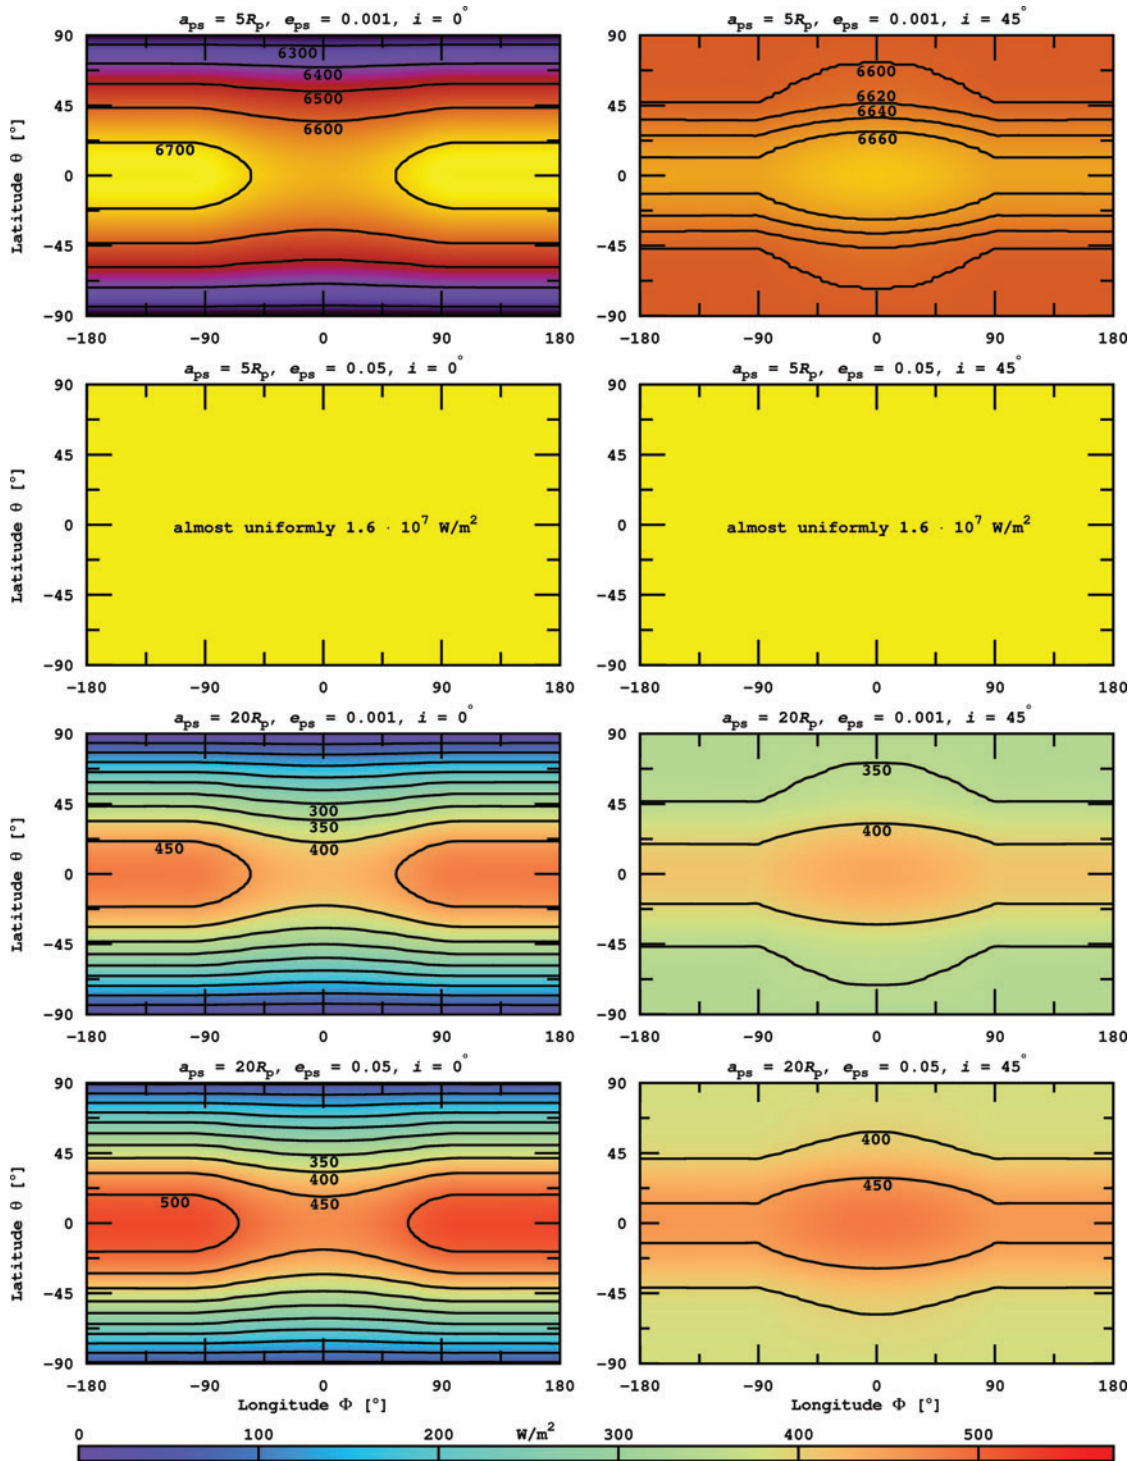 a_ps = 5R_p, e_ps = 0.001, i = 0°
a_ps = 5R_p, e_ps = 0.001, i = 45°
Latitude θ [°]
90
45
0
−45
−90
6300
6400
6500
6600
6700
−180 −90 0 90 180
90
45
0
−45
−90
6600
6620
6640
6660
−180 −90 0 90 180
a_ps = 5R_p, e_ps = 0.05, i = 0°
a_ps = 5R_p, e_ps = 0.05, i = 45°
Latitude θ [°]
90
45
0
−45
−90
almost uniformly 1.6 · 10⁷ W/m²
−180 −90 0 90 180
90
45
0
−45
−90
almost uniformly 1.6 · 10⁷ W/m²
−180 −90 0 90 180
a_ps = 20R_p, e_ps = 0.001, i = 0°
a_ps = 20R_p, e_ps = 0.001, i = 45°
Latitude θ [°]
90
45
0
−45
−90
300
350
400
450
−180 −90 0 90 180
90
45
0
−45
−90
350
400
−180 −90 0 90 180
a_ps = 20R_p, e_ps = 0.05, i = 0°
a_ps = 20R_p, e_ps = 0.05, i = 45°
Latitude θ [°]
90
45
0
−45
−90
350
400
450
500
−180 −90 0 90 180
Longitude Φ [°]
90
45
0
−45
−90
400
450
−180 −90 0 90 180
Longitude Φ [°]
0 100 200 W/m² 300 400 500